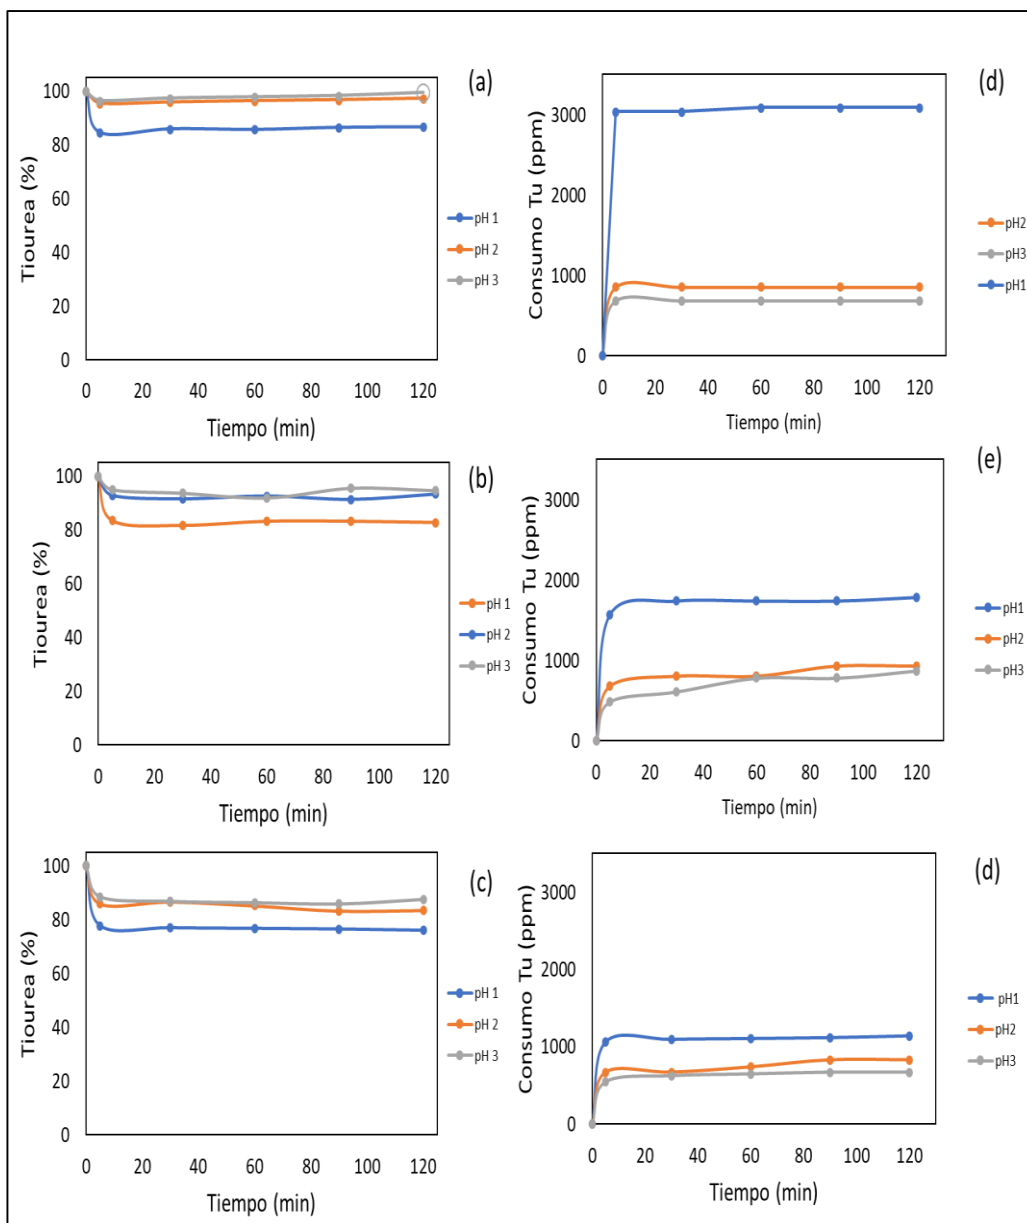 (a)
Tiourea (%)
100
80
60
40
20
0
0 20 40 60 80 100 120
Tiempo (min)
pH 1
pH 2
pH 3
(d)
Consumo Tu (ppm)
3000
2000
1000
0
0 20 40 60 80 100 120
Tiempo (min)
pH2
pH3
pH1
(b)
Tiourea (%)
100
80
60
40
20
0
0 20 40 60 80 100 120
Tiempo (min)
pH 1
pH 2
pH 3
(e)
Consumo Tu (ppm)
3000
2000
1000
0
0 20 40 60 80 100 120
Tiempo (min)
pH1
pH2
pH3
(c)
Tiourea (%)
100
80
60
40
20
0
0 20 40 60 80 100 120
Tiempo (min)
pH 1
pH 2
pH 3
(d)
Consumo Tu (ppm)
3000
2000
1000
0
0 20 40 60 80 100 120
Tiempo (min)
pH1
pH2
pH3